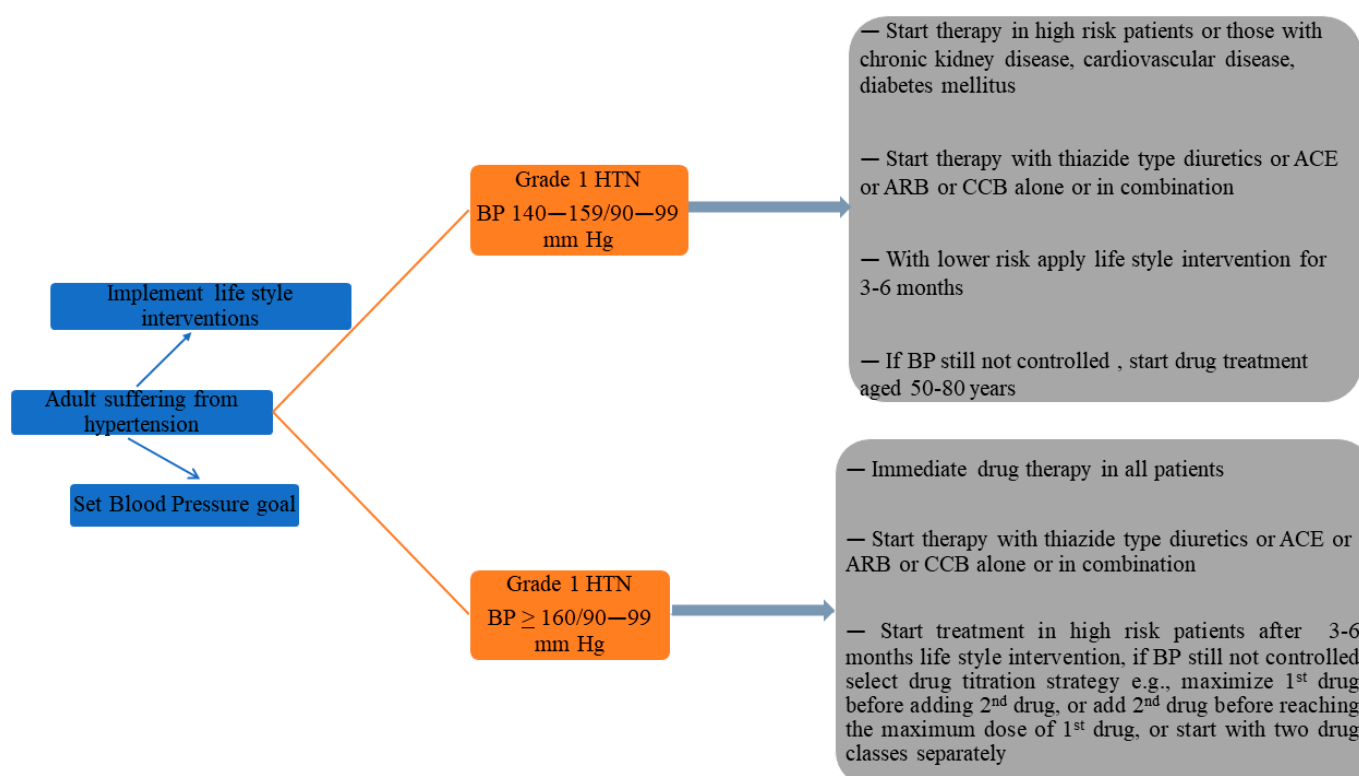 Implement life style
interventions
Adult suffering from
hypertension
Set Blood Pressure goal
Grade 1 HTN
BP 140—159/90—99
mm Hg
— Start therapy in high risk patients or those with
chronic kidney disease, cardiovascular disease,
diabetes mellitus
— Start therapy with thiazide type diuretics or ACE
or ARB or CCB alone or in combination
— With lower risk apply life style intervention for
3-6 months
— If BP still not controlled , start drug treatment
aged 50-80 years
Grade 1 HTN
BP ≥ 160/90—99
mm Hg
— Immediate drug therapy in all patients
— Start therapy with thiazide type diuretics or ACE or
ARB or CCB alone or in combination
— Start treatment in high risk patients after 3-6
months life style intervention, if BP still not controlled
select drug titration strategy e.g., maximize 1st drug
before adding 2nd drug, or add 2nd drug before reaching
the maximum dose of 1st drug, or start with two drug
classes separately